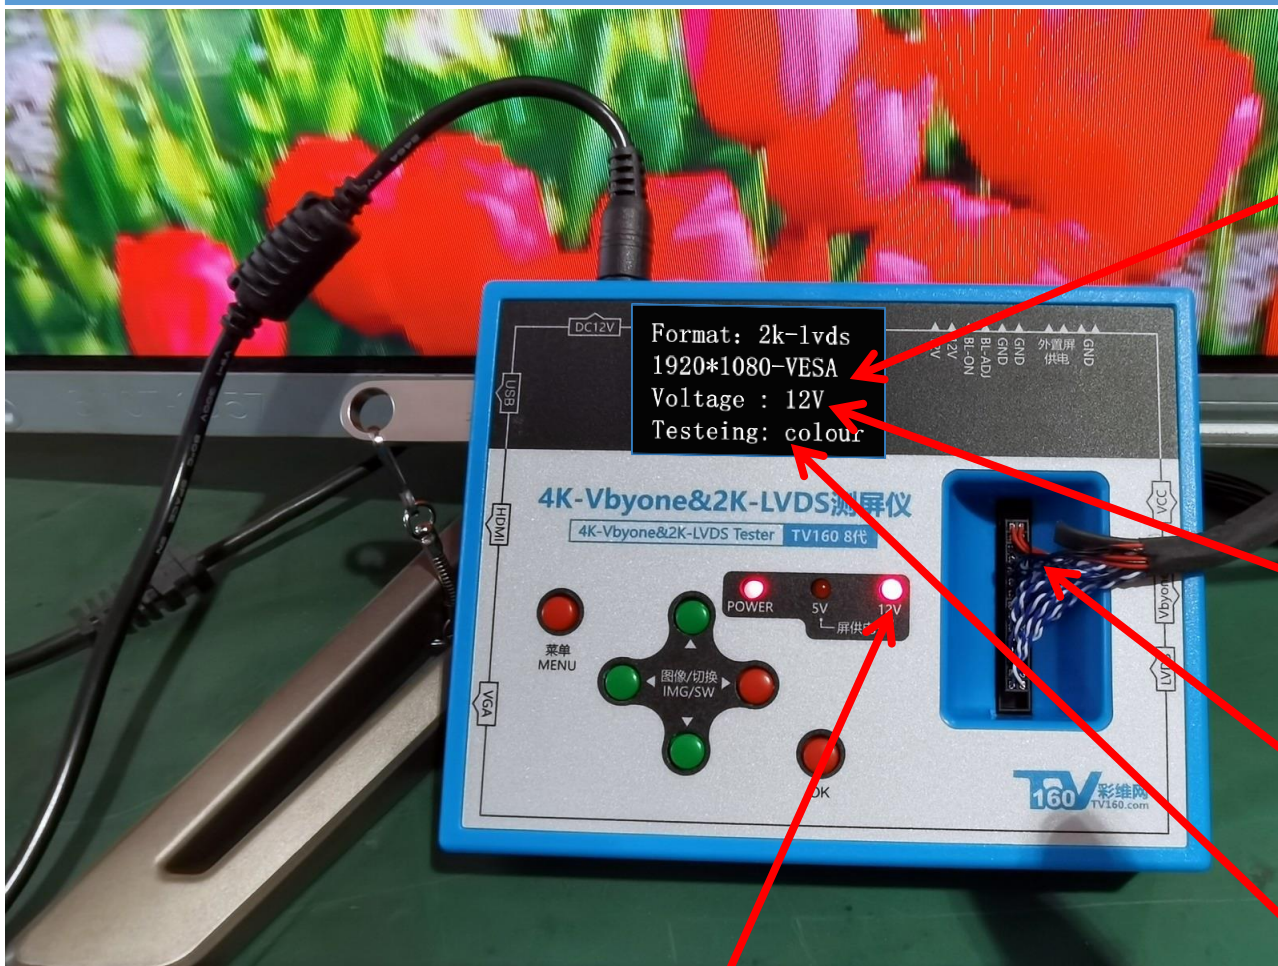 DC12V
Format: 2k-lvds
1920*1080-VESA
Voltage : 12V
Testeing: colour
12V
BL-ON
BL-ADJ
GND
GND
外置屏
供电
GND
USB
HDMI
VGA
VCC
Vbyone
LVDS
4K-Vbyone&2K-LVDS测屏仪
4K-Vbyone&2K-LVDS Tester TV160 8代
POWER
5V
12V
屏供电
菜单
MENU
图像/切换
IMG/SW
OK
TV
160
彩维网
TV160.com